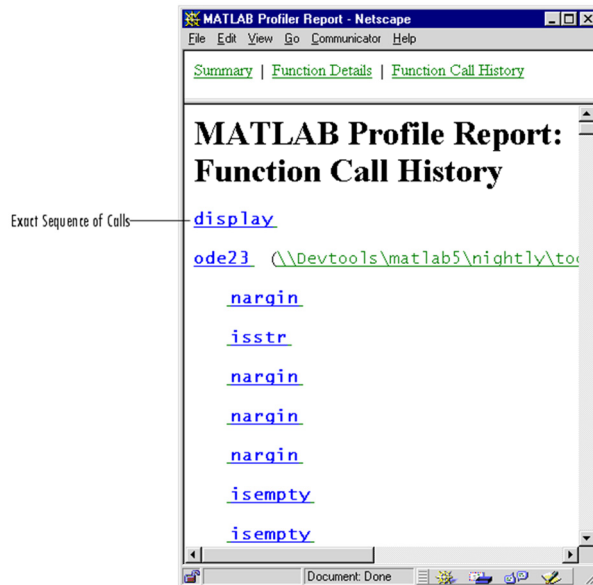 MATLAB Profiler Report - Netscape
File Edit View Go Communicator Help
Summary | Function Details | Function Call History
MATLAB Profile Report:
Function Call History
Exact Sequence of Calls
display
ode23 (\\Devtools\matlab5\nightly\too
nargin
isstr
nargin
nargin
nargin
isempty
isempty
Document: Done